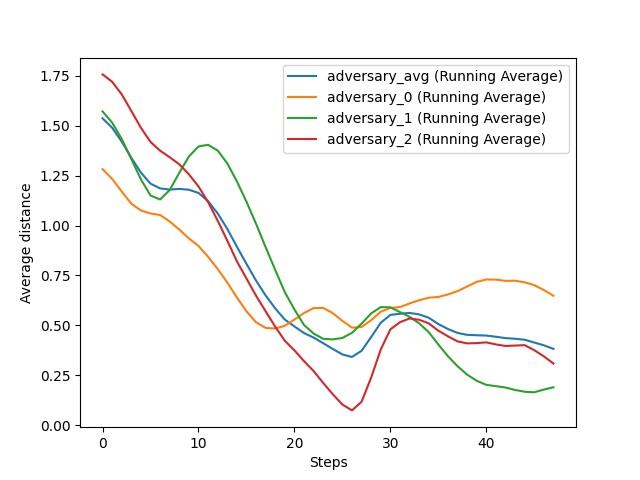 adversary_avg (Running Average)
adversary_0 (Running Average)
adversary_1 (Running Average)
adversary_2 (Running Average)
Average distance
1.75
1.50
1.25
1.00
0.75
0.50
0.25
0.00
0 10 20 30 40
Steps